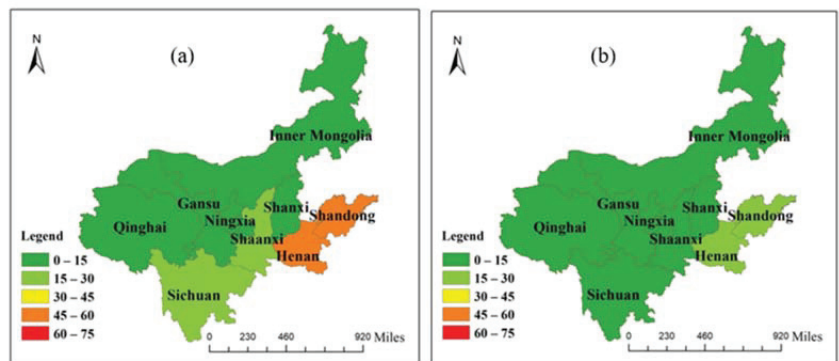 N
(a)
Inner Mongolia
Gansu
Ningxia
Shanxi
Shandong
Qinghai
Shaanxi
Henan
Sichuan
Legend
0 – 15
15 – 30
30 – 45
45 – 60
60 – 75
0 230 460 920 Miles
N
(b)
Inner Mongolia
Gansu
Ningxia
Shanxi
Shandong
Qinghai
Shaanxi
Henan
Sichuan
Legend
0 – 15
15 – 30
30 – 45
45 – 60
60 – 75
0 230 460 920 Miles